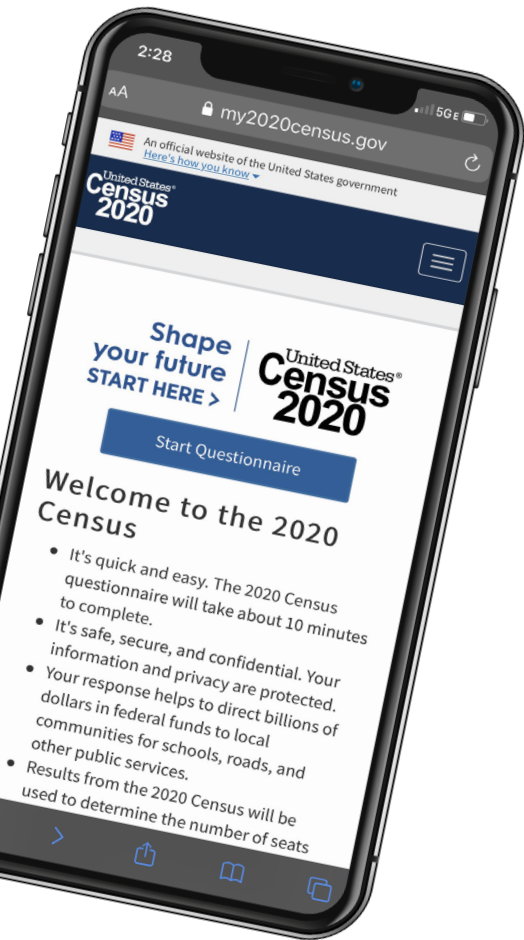 2:28
5G E
AA
my2020census.gov
An official website of the United States government
Here's how you know
United States®
Census
2020
Shape
your future
START HERE >
United States®
Census
2020
Start Questionnaire
Welcome to the 2020
Census
• It's quick and easy. The 2020 Census
questionnaire will take about 10 minutes
to complete.
• It's safe, secure, and confidential. Your
information and privacy are protected.
• Your response helps to direct billions of
dollars in federal funds to local
communities for schools, roads, and
other public services.
• Results from the 2020 Census will be
used to determine the number of seats